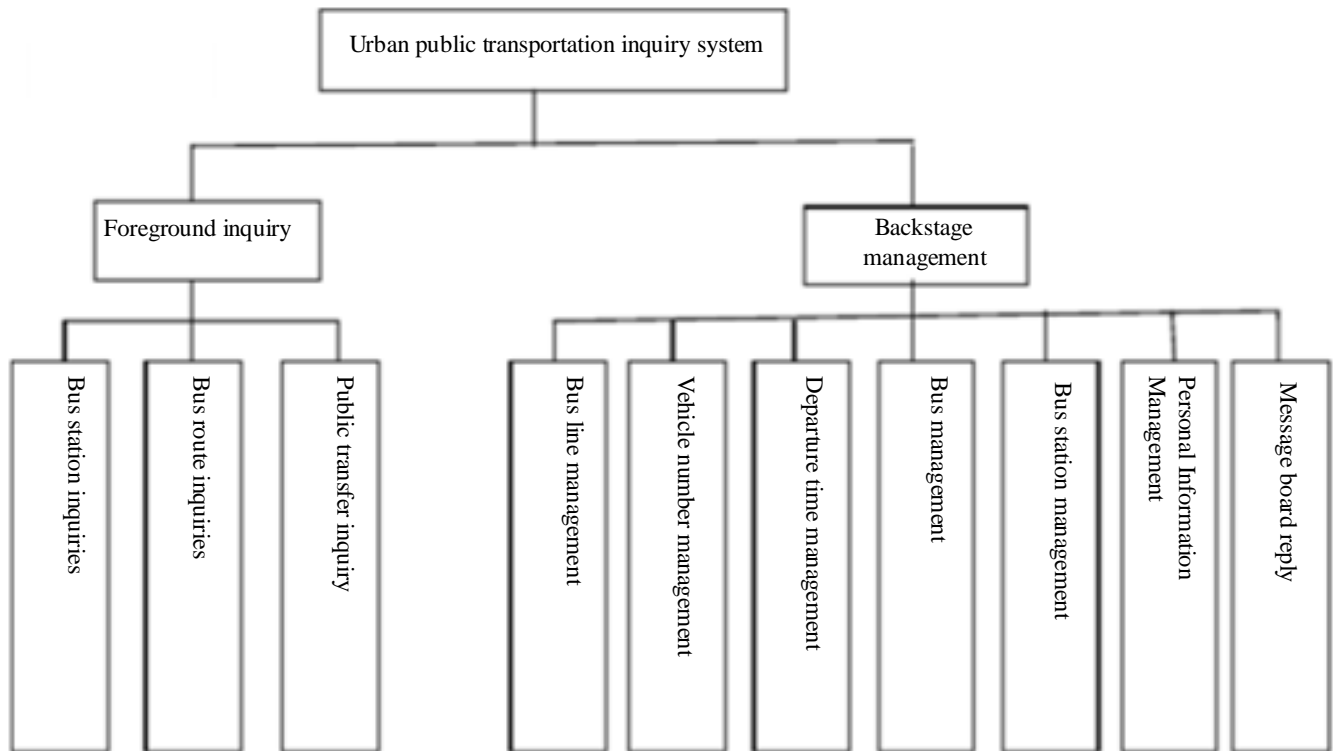 Urban public transportation inquiry system
Foreground inquiry
Backstage
management
Bus station inquiries
Bus route inquiries
Public transfer inquiry
Bus line management
Vehicle number management
Departure time management
Bus management
Bus station management
Personal Information
Management
Message board reply